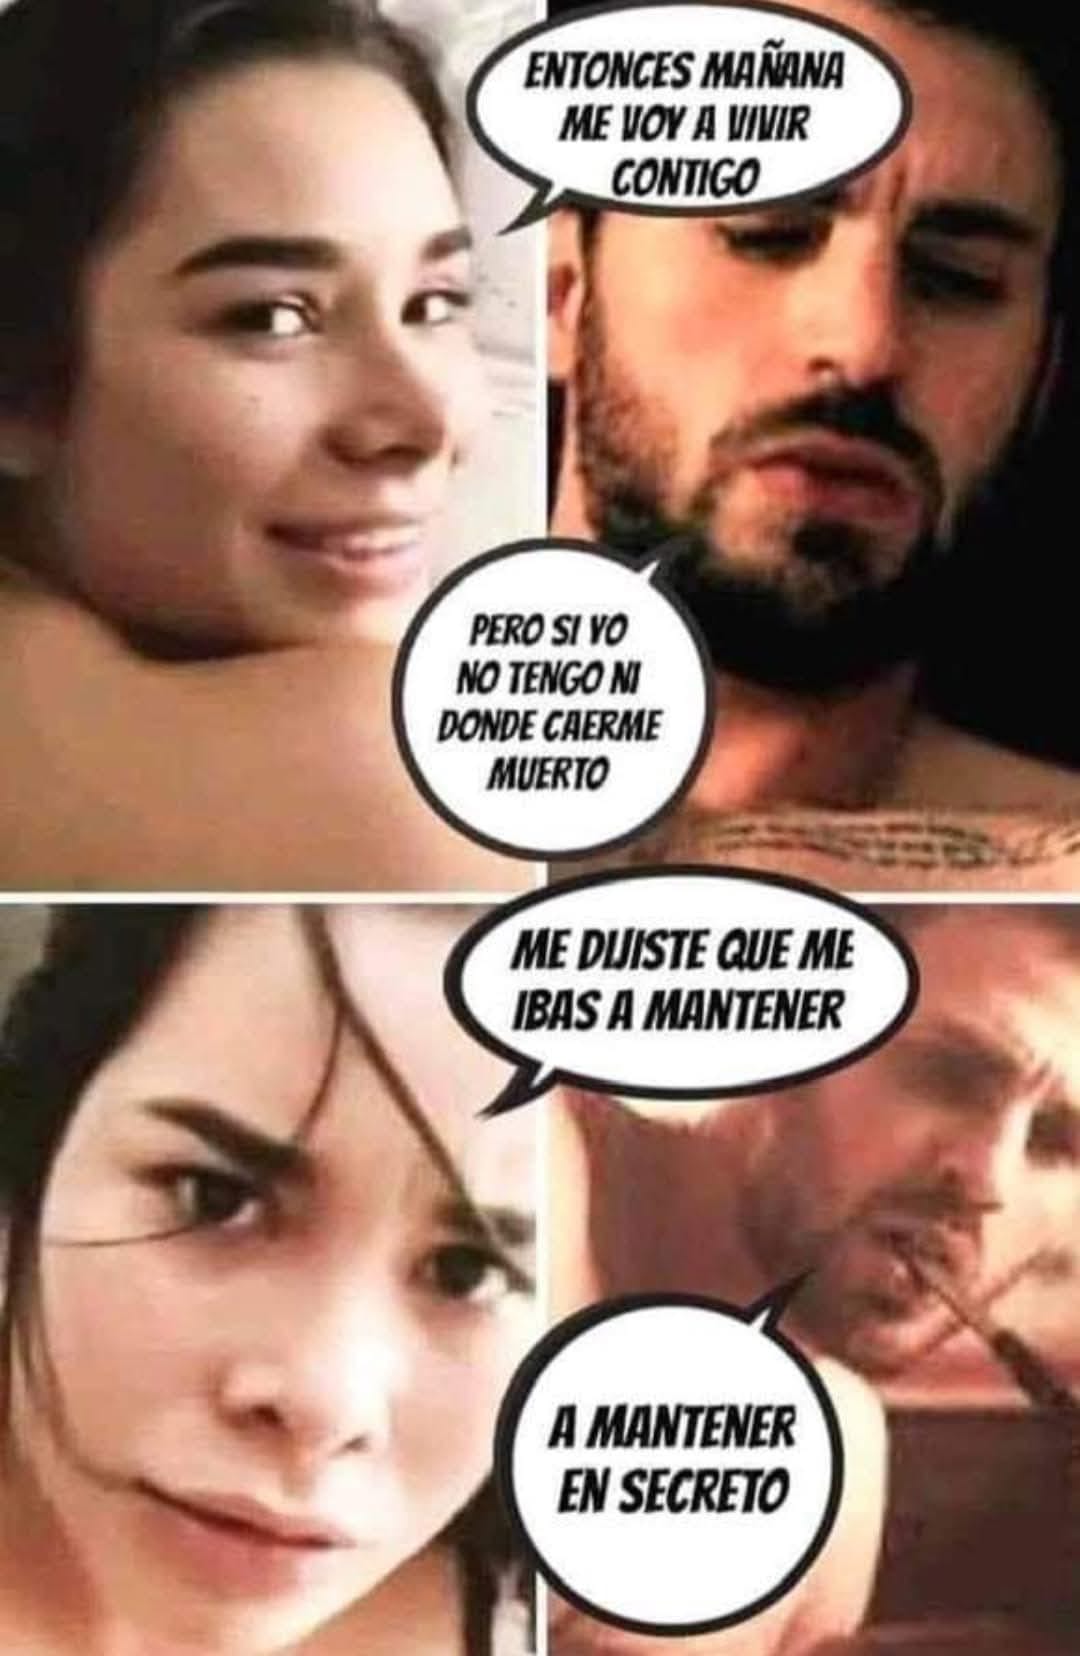 ENTONCES MAÑANA
ME VOY A VIVIR
CONTIGO
PERO SI YO
NO TENGO NI
DONDE CAERME
MUERTO
ME DIJISTE QUE ME
IBAS A MANTENER
A MANTENER
EN SECRETO